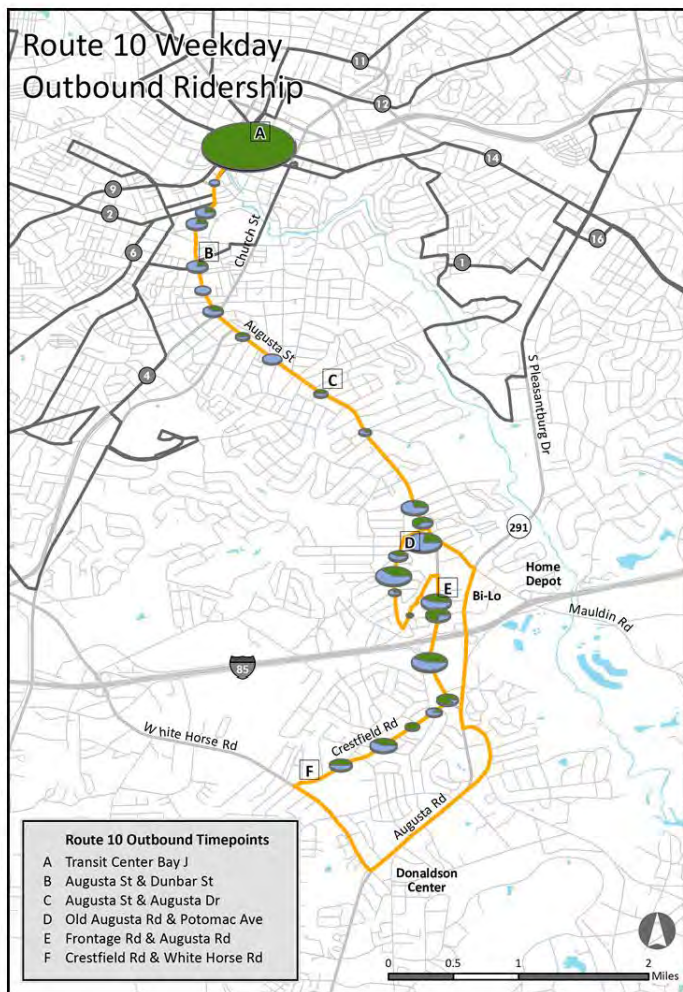 Route 10 Weekday
Outbound Ridership
11
12
A
14
9
2
Church St
6
B
16
1
Augusta St
C
4
S Pleasantburg Dr
291
D
Home
Depot
E
Bi-Lo
Mauldin Rd
85
White Horse Rd
Crestfield Rd
F
Augusta Rd
Donaldson
Center
Route 10 Outbound Timepoints
A Transit Center Bay J
B Augusta St & Dunbar St
C Augusta St & Augusta Dr
D Old Augusta Rd & Potomac Ave
E Frontage Rd & Augusta Rd
F Crestfield Rd & White Horse Rd
0 0.5 1 2
Miles